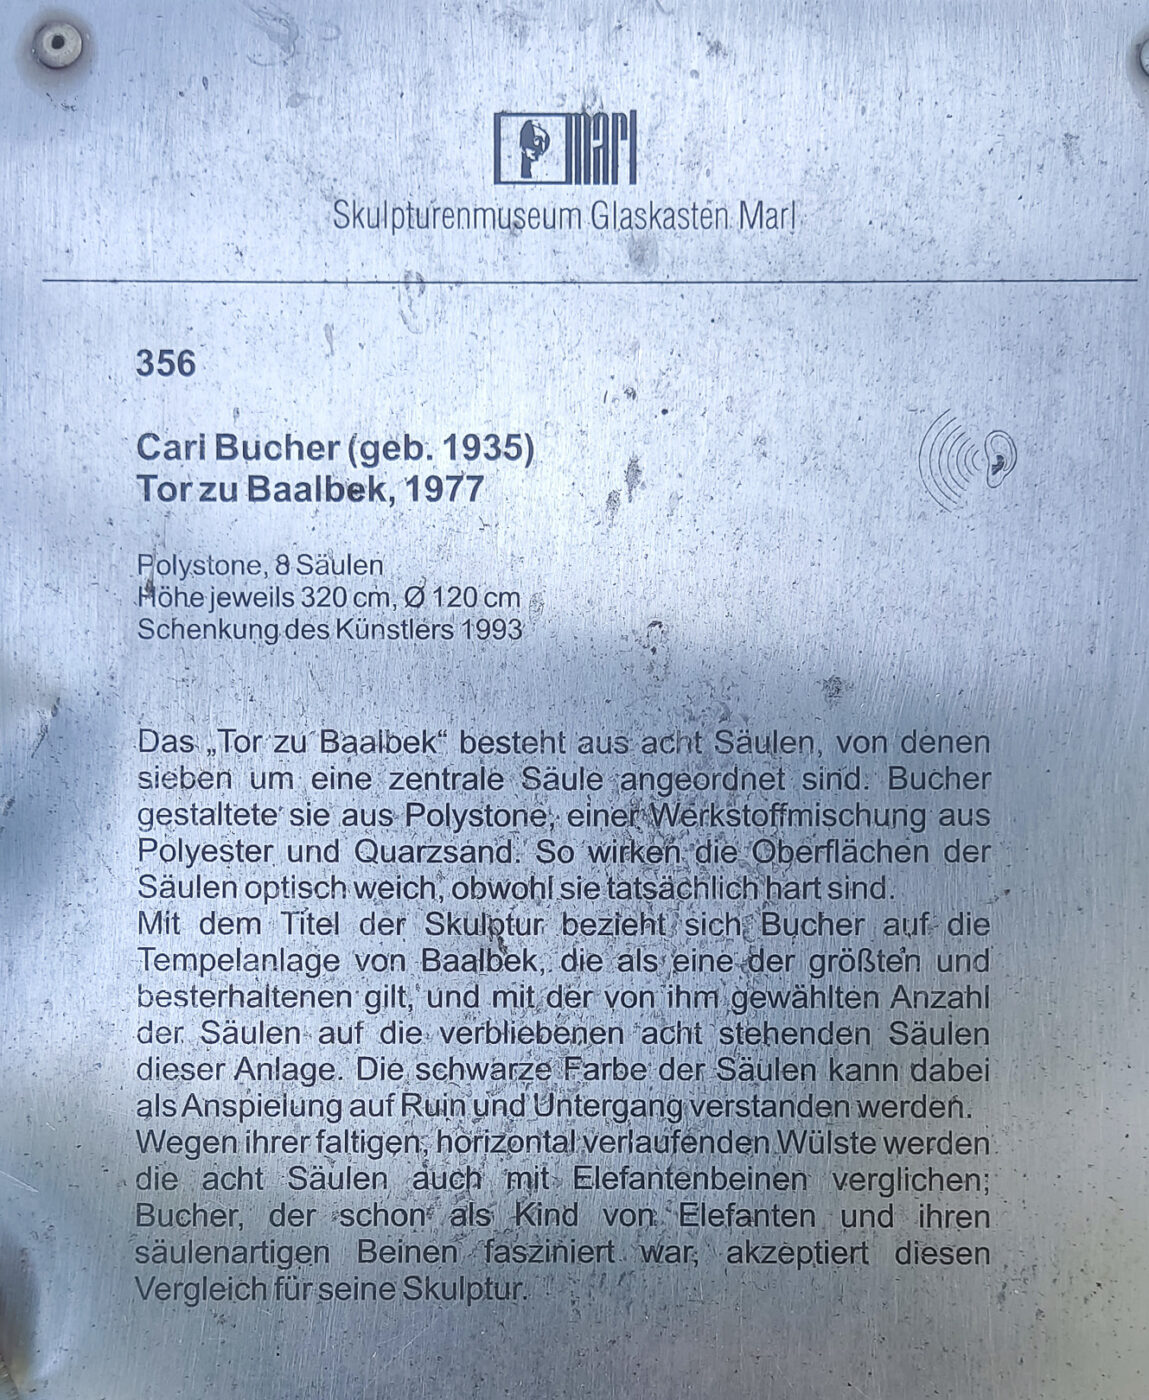 marl
Skulpturenmuseum Glaskasten Marl
356
Carl Bucher (geb. 1935)
Tor zu Baalbek, 1977
Polystone, 8 Säulen
Höhe jeweils 320 cm, Ø 120 cm
Schenkung des Künstlers 1993
Das „Tor zu Baalbek“ besteht aus acht Säulen, von denen
sieben um eine zentrale Säule angeordnet sind. Bucher
gestaltete sie aus Polystone, einer Werkstoffmischung aus
Polyester und Quarzsand. So wirken die Oberflächen der
Säulen optisch weich, obwohl sie tatsächlich hart sind.
Mit dem Titel der Skulptur bezieht sich Bucher auf die
Tempelanlage von Baalbek, die als eine der größten und
besterhaltenen gilt, und mit der von ihm gewählten Anzahl
der Säulen auf die verbliebenen acht stehenden Säulen
dieser Anlage. Die schwarze Farbe der Säulen kann dabei
als Anspielung auf Ruin und Untergang verstanden werden.
Wegen ihrer faltigen, horizontal verlaufenden Wülste werden
die acht Säulen auch mit Elefantenbeinen verglichen;
Bucher, der schon als Kind von Elefanten und ihren
säulenartigen Beinen fasziniert war, akzeptiert diesen
Vergleich für seine Skulptur.